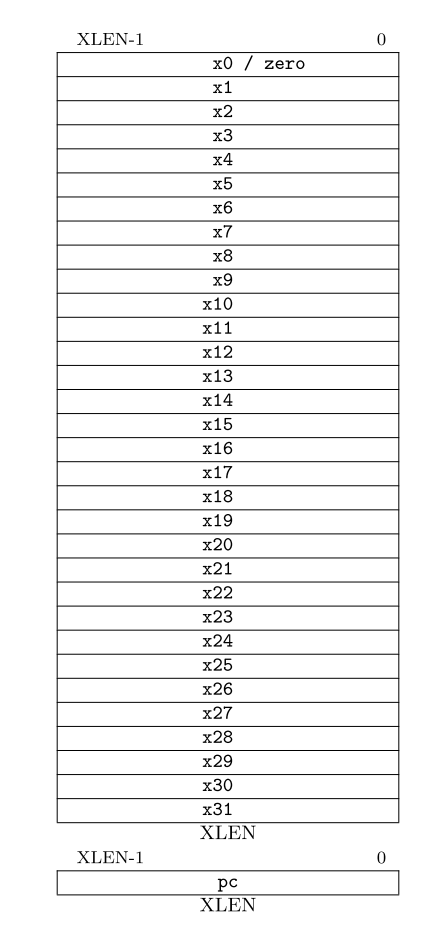 XLEN-1 0
x0 / zero
x1
x2
x3
x4
x5
x6
x7
x8
x9
x10
x11
x12
x13
x14
x15
x16
x17
x18
x19
x20
x21
x22
x23
x24
x25
x26
x27
x28
x29
x30
x31
XLEN
XLEN-1 0
pc
XLEN